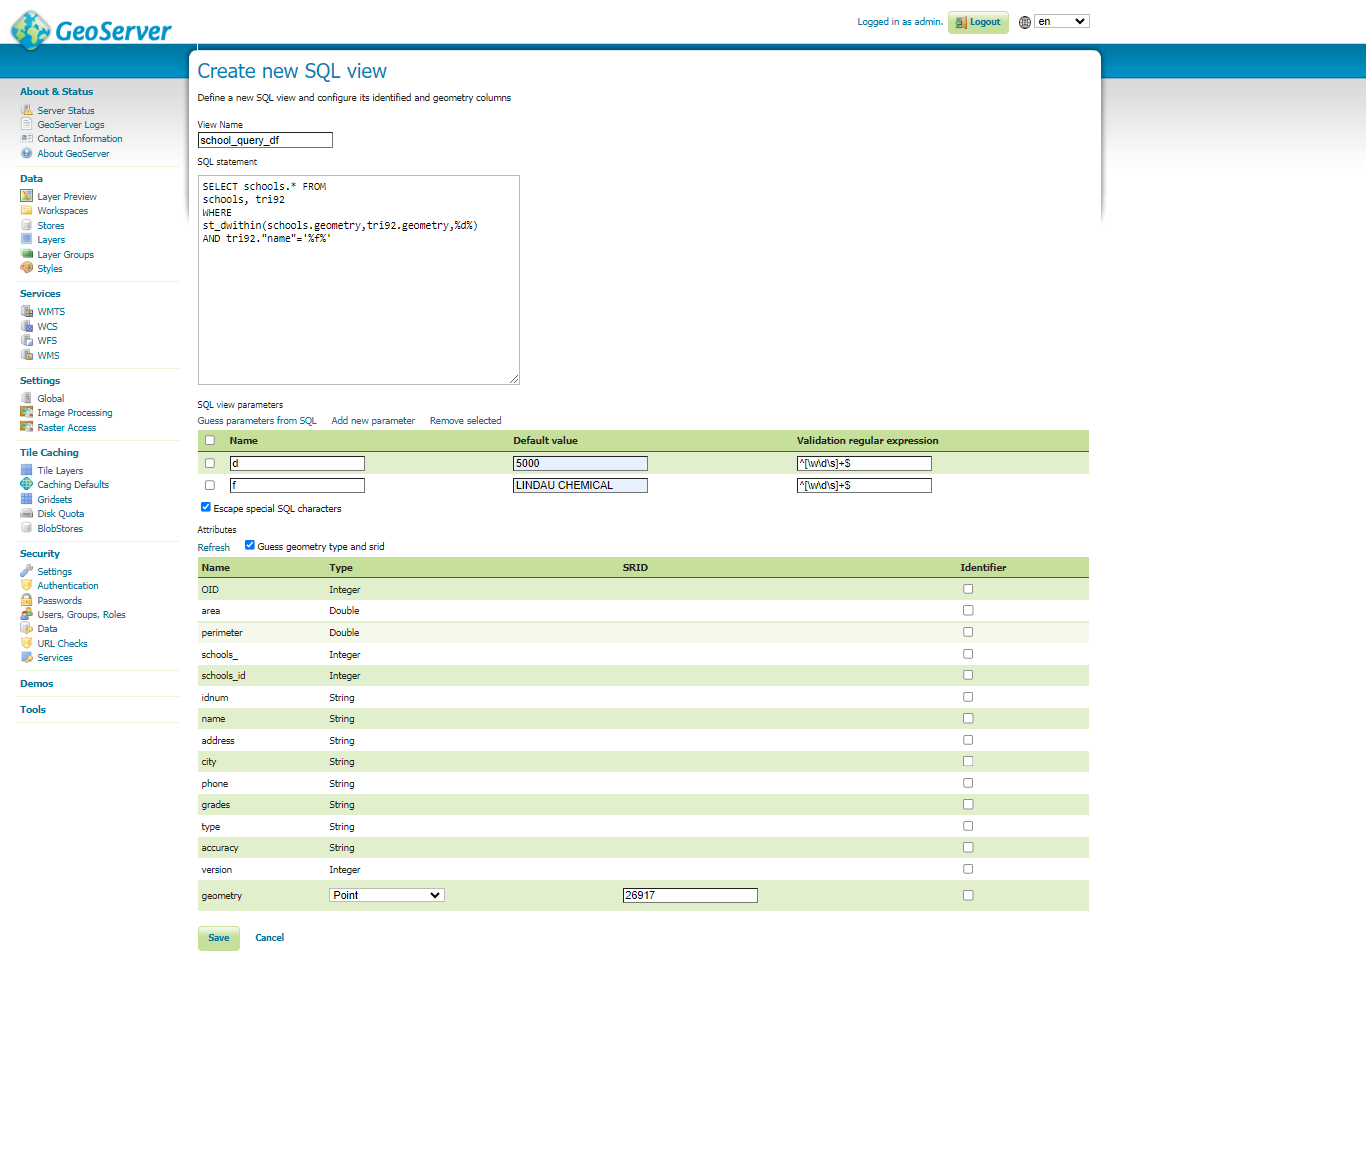 GeoServer
Logged in as admin. Logout en
Create new SQL view
Define a new SQL view and configure its identified and geometry columns
View Name
school_query_df
SQL statement
SELECT schools.* FROM
schools, tri92
WHERE
st_dwithin(schools.geometry,tri92.geometry,%d%)
AND tri92."name"='%f%'
SQL view parameters
Guess parameters from SQL Add new parameter Remove selected
Name Default value Validation regular expression
d 5000 ^[\w\d\s]+$
f LINDAU CHEMICAL ^[\w\d\s]+$
Escape special SQL characters
Attributes
Refresh Guess geometry type and srid
Name Type SRID Identifier
OID Integer
area Double
perimeter Double
schools_ Integer
schools_id Integer
idnum String
name String
address String
city String
phone String
grades String
type String
accuracy String
version Integer
geometry Point 26917
Save Cancel
About & Status
Server Status
GeoServer Logs
Contact Information
About GeoServer
Data
Layer Preview
Workspaces
Stores
Layers
Layer Groups
Styles
Services
WMTS
WCS
WFS
WMS
Settings
Global
Image Processing
Raster Access
Tile Caching
Tile Layers
Caching Defaults
Gridsets
Disk Quota
BlobStores
Security
Settings
Authentication
Passwords
Users, Groups, Roles
Data
URL Checks
Services
Demos
Tools